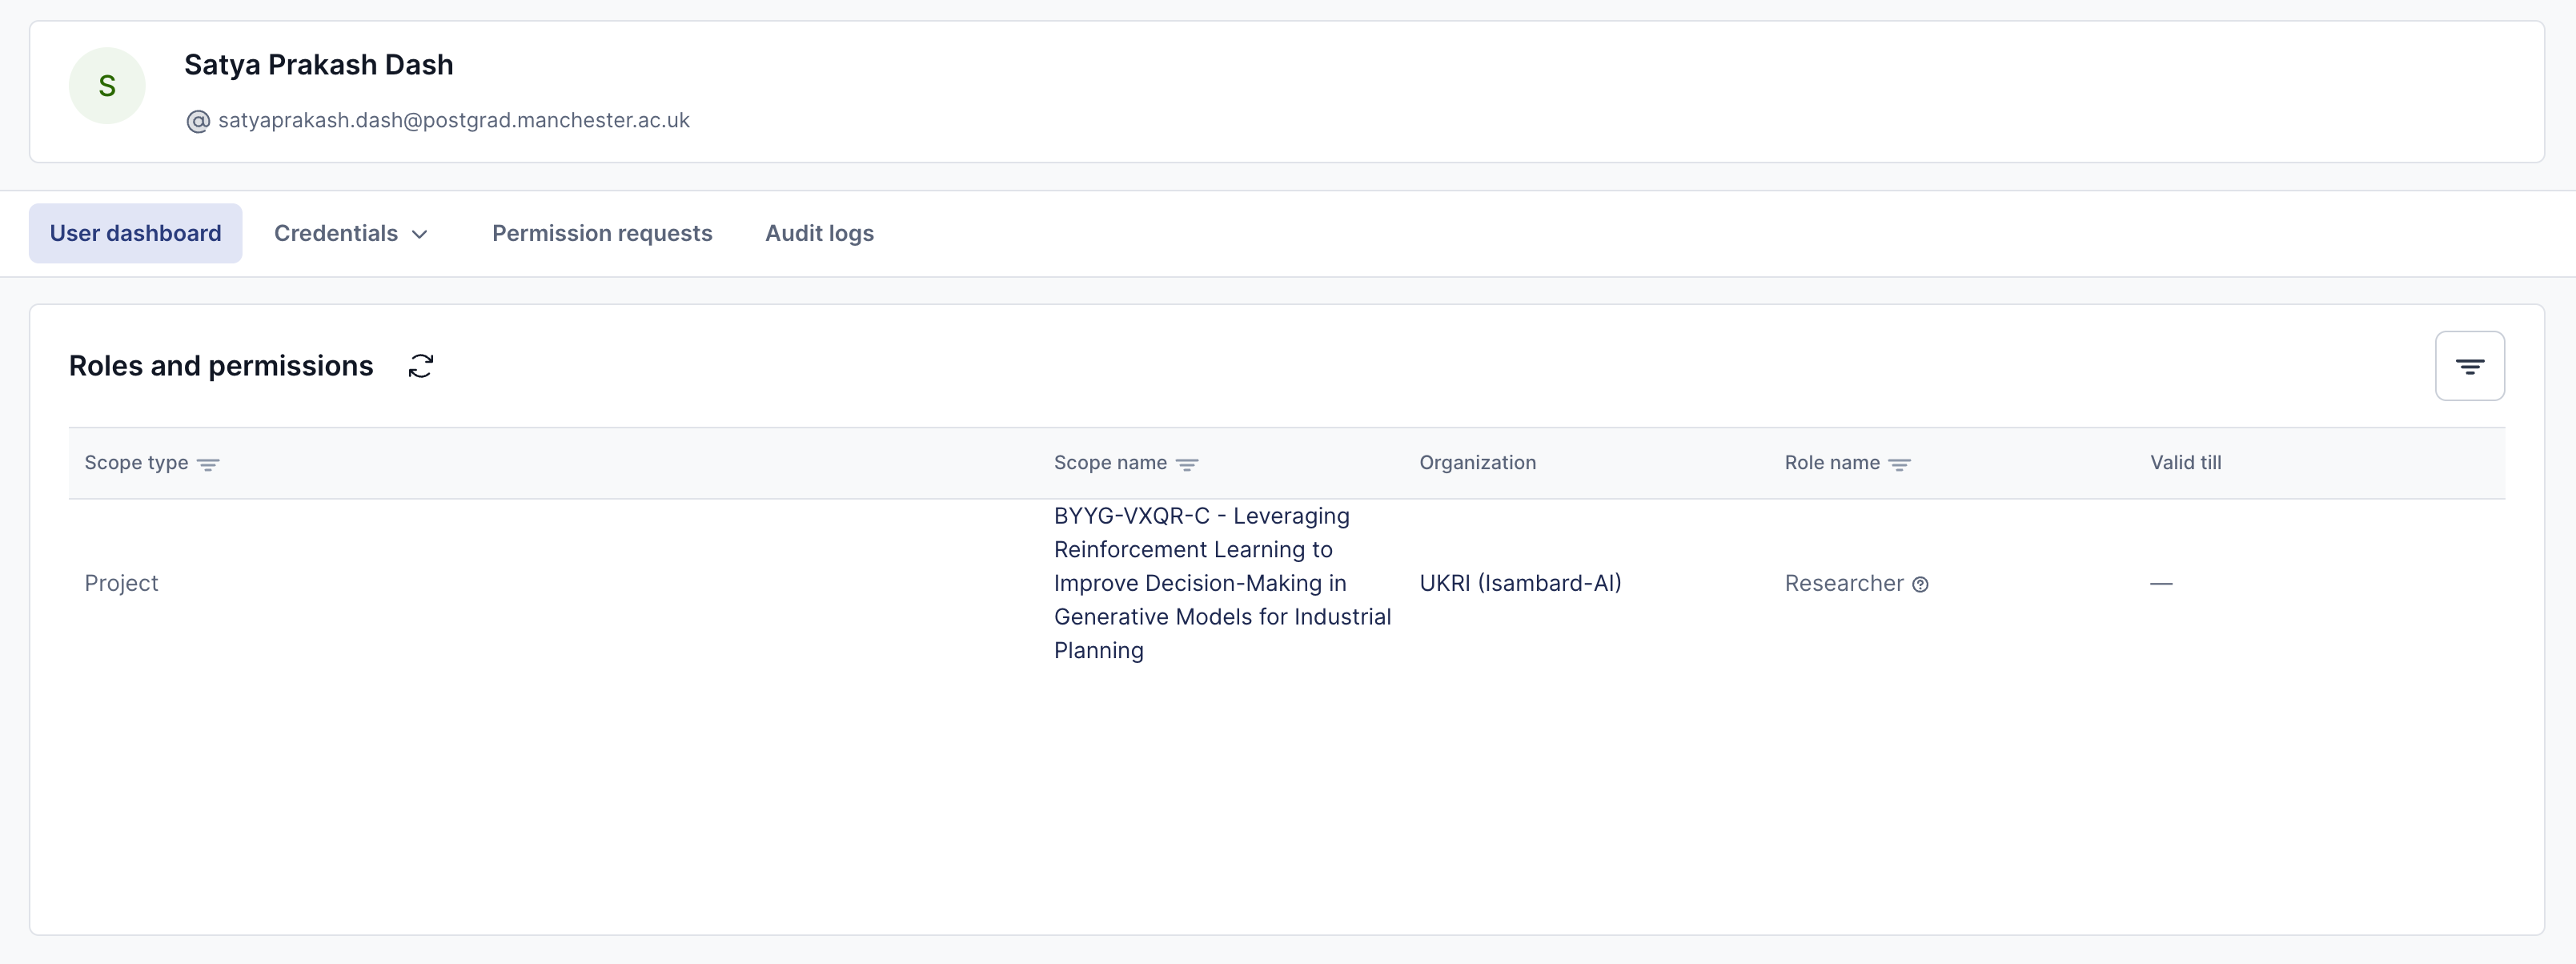 S
Satya Prakash Dash
satyaprakash.dash@postgrad.manchester.ac.uk
User dashboard
Credentials
Permission requests
Audit logs
Roles and permissions
Scope type
Scope name
Organization
Role name
Valid till
Project
BYYG-VXQR-C - Leveraging
Reinforcement Learning to
Improve Decision-Making in
Generative Models for Industrial
Planning
UKRI (Isambard-AI)
Researcher
—